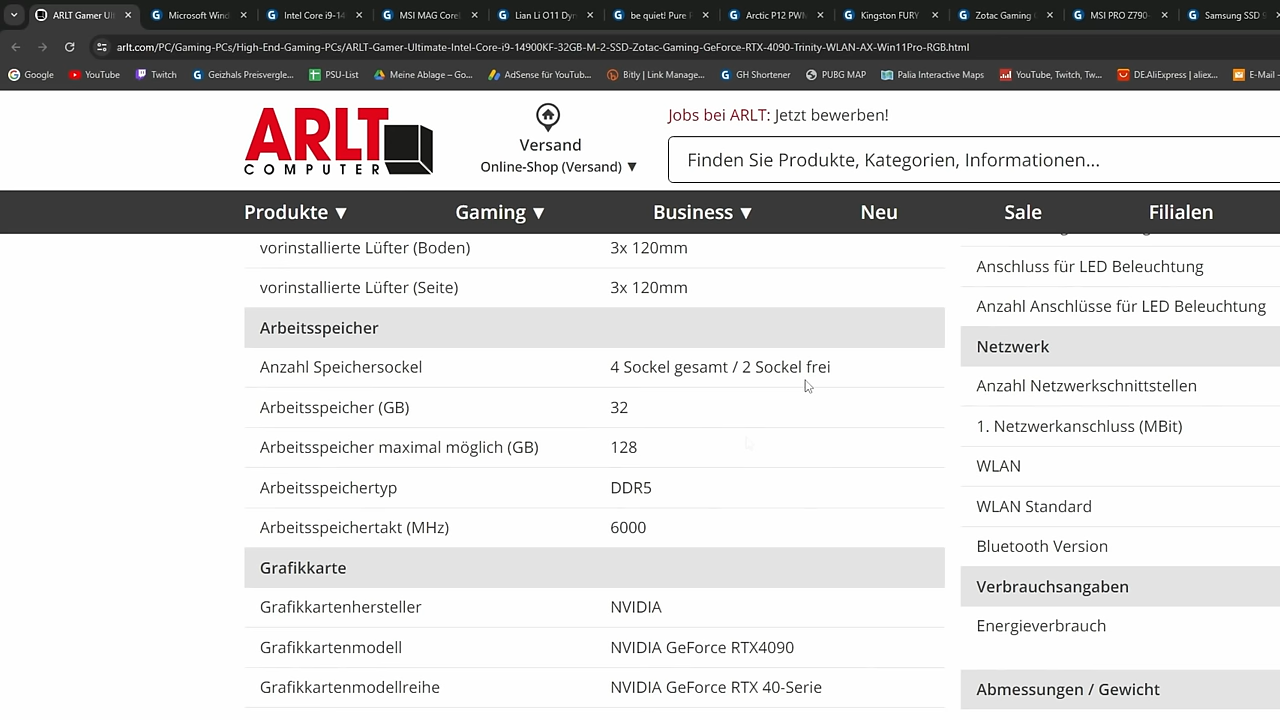 ARLT Gamer Ul
Microsoft Win
Intel Core i9-14
MSI MAG Corel
Lian Li O11 Dyn
be quiet! Pure
Arctic P12 PWM
Kingston FURY
Zotac Gaming
MSI PRO Z790-
Samsung SSD
arlt.com/PC/Gaming-PCs/High-End-Gaming-PCs/ARLT-Gamer-Ultimate-Intel-Core-i9-14900KF-32GB-M-2-SSD-Zotac-Gaming-GeForce-RTX-4090-Trinity-WLAN-AX-Win11Pro-RGB.html
Google
YouTube
Twitch
Geizhals Preisvergle...
PSU-List
Meine Ablage – Go...
AdSense für YouTub...
Bitly | Link Manage...
GH Shortener
PUBG MAP
Palia Interactive Maps
YouTube, Twitch, Tw...
DE.AliExpress | aliex...
E-Mail
ARLT
COMPUTER
Versand
Online-Shop (Versand) ▼
Jobs bei ARLT: Jetzt bewerben!
Finden Sie Produkte, Kategorien, Informationen...
Produkte ▼
Gaming ▼
Business ▼
Neu
Sale
Filialen
vorinstallierte Lüfter (Boden) 3x 120mm
vorinstallierte Lüfter (Seite) 3x 120mm
Arbeitsspeicher
Anzahl Speichersockel 4 Sockel gesamt / 2 Sockel frei
Arbeitsspeicher (GB) 32
Arbeitsspeicher maximal möglich (GB) 128
Arbeitsspeichertyp DDR5
Arbeitsspeichertakt (MHz) 6000
Grafikkarte
Grafikkartenhersteller NVIDIA
Grafikkartenmodell NVIDIA GeForce RTX4090
Grafikkartenmodellreihe NVIDIA GeForce RTX 40-Serie
Anschluss für LED Beleuchtung
Anzahl Anschlüsse für LED Beleuchtung
Netzwerk
Anzahl Netzwerkschnittstellen
1. Netzwerkanschluss (MBit)
WLAN
WLAN Standard
Bluetooth Version
Verbrauchsangaben
Energieverbrauch
Abmessungen / Gewicht